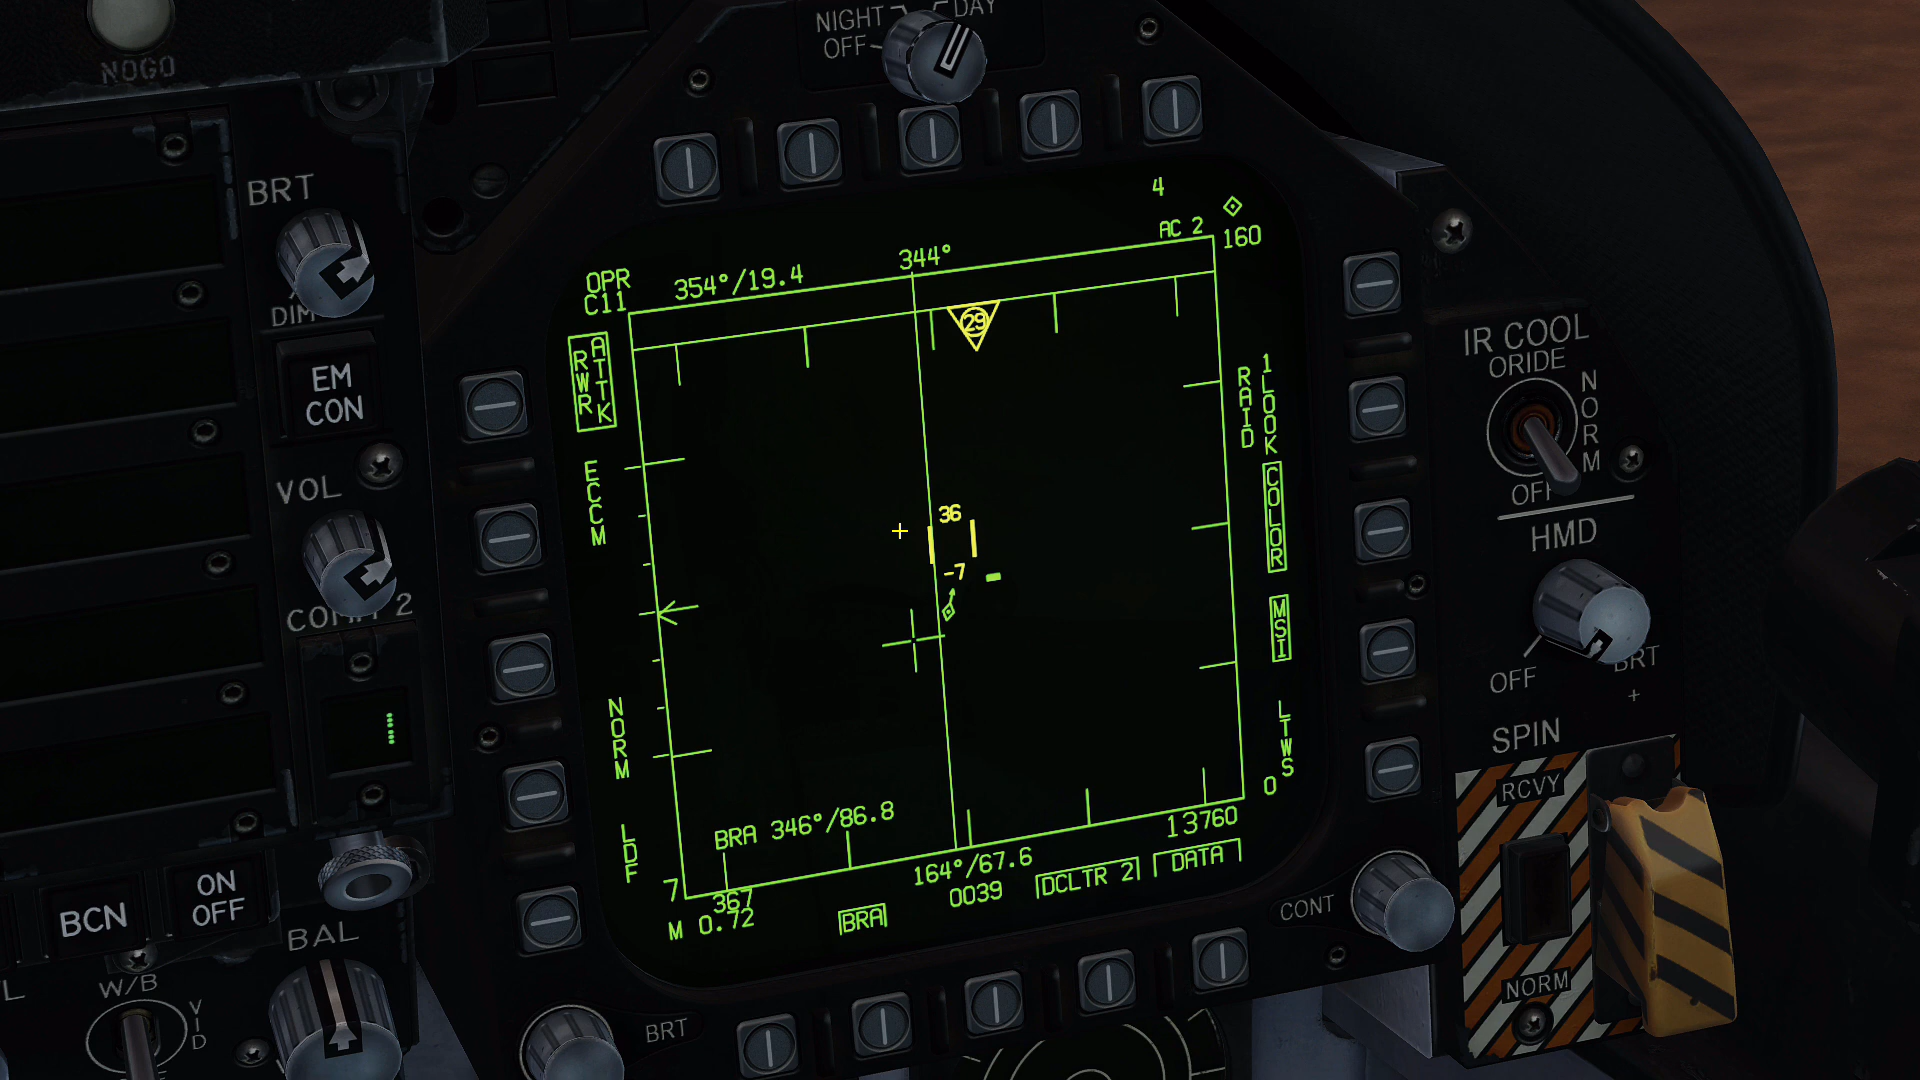 NIGHT
DAY
OFF
NOGO
BRT
DIM
EM
CON
VOL
COMM 2
BCN
ON
OFF
BAL
W/B
VID
4
AC 2
160
344°
354°/19.4
OPR
C11
RWR
ATTK
ECCM
NORM
LDF
7
29
36
-7
1LOOK
RAID
COLOR
MSI
LTWS
0
BRA 346°/86.8
13760
164°/67.6
0039
DCLTR 2
DATA
367
M 0.72
BRA
BRT
CONT
IR COOL
ORIDE
NORM
OFF
HMD
OFF
BRT
+
SPIN
RCVY
NORM